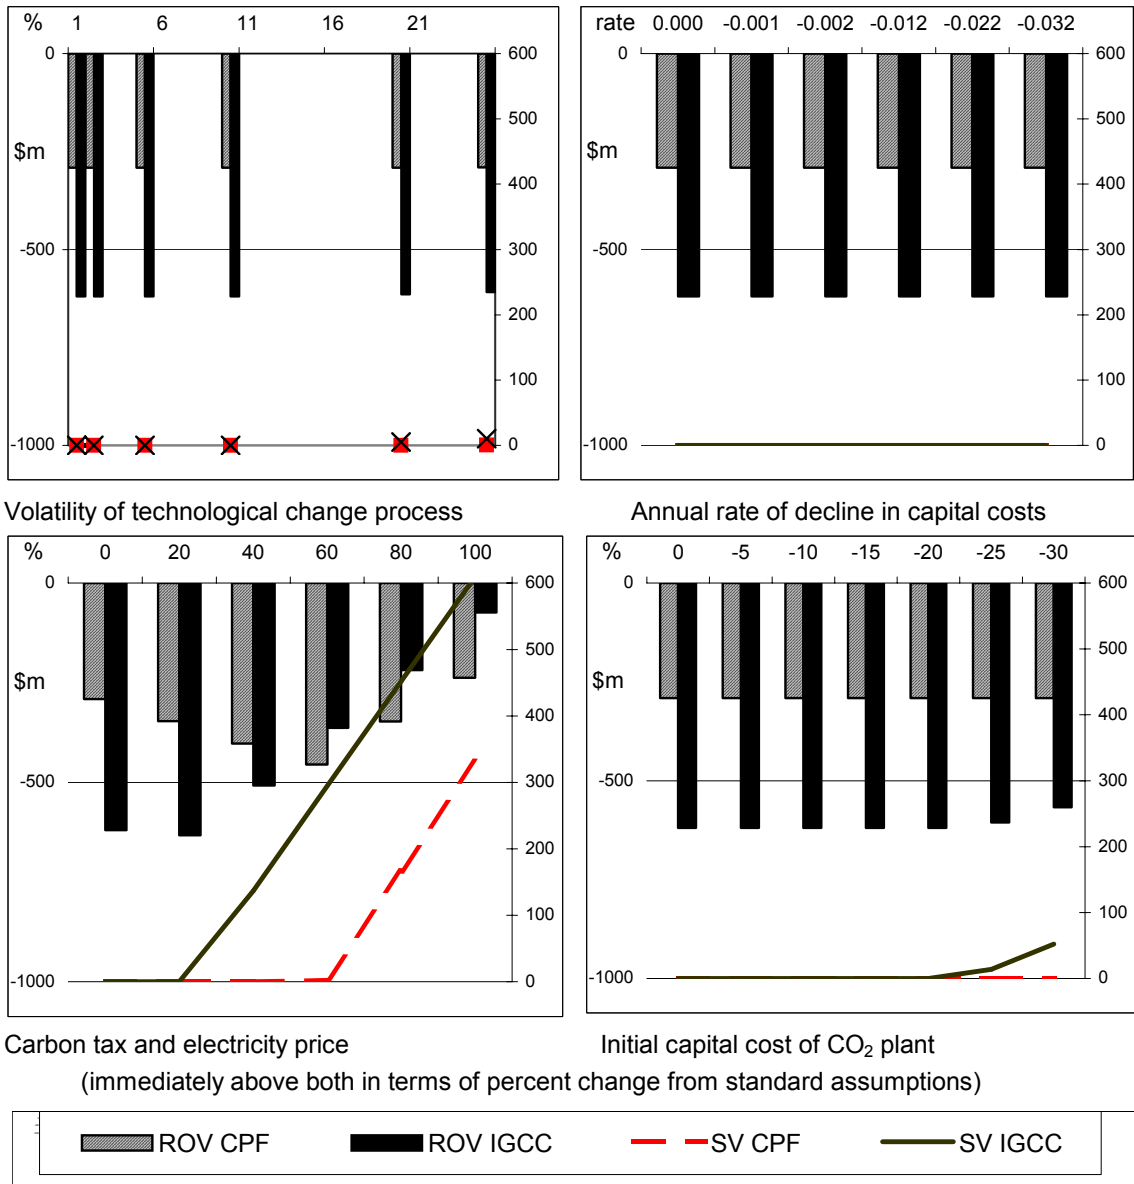 % 1 6 11 16 21
0 600
500
$m
400
-500 300
200
100
-1000 0
Volatility of technological change process
rate 0.000 -0.001 -0.002 -0.012 -0.022 -0.032
0 600
500
$m
400
-500 300
200
100
-1000 0
Annual rate of decline in capital costs
% 0 20 40 60 80 100
0 600
500
$m
400
-500 300
200
100
-1000 0
Carbon tax and electricity price
% 0 -5 -10 -15 -20 -25 -30
0 600
500
$m
400
-500 300
200
100
-1000 0
Initial capital cost of CO₂ plant
(immediately above both in terms of percent change from standard assumptions)
ROV CPF ROV IGCC SV CPF SV IGCC